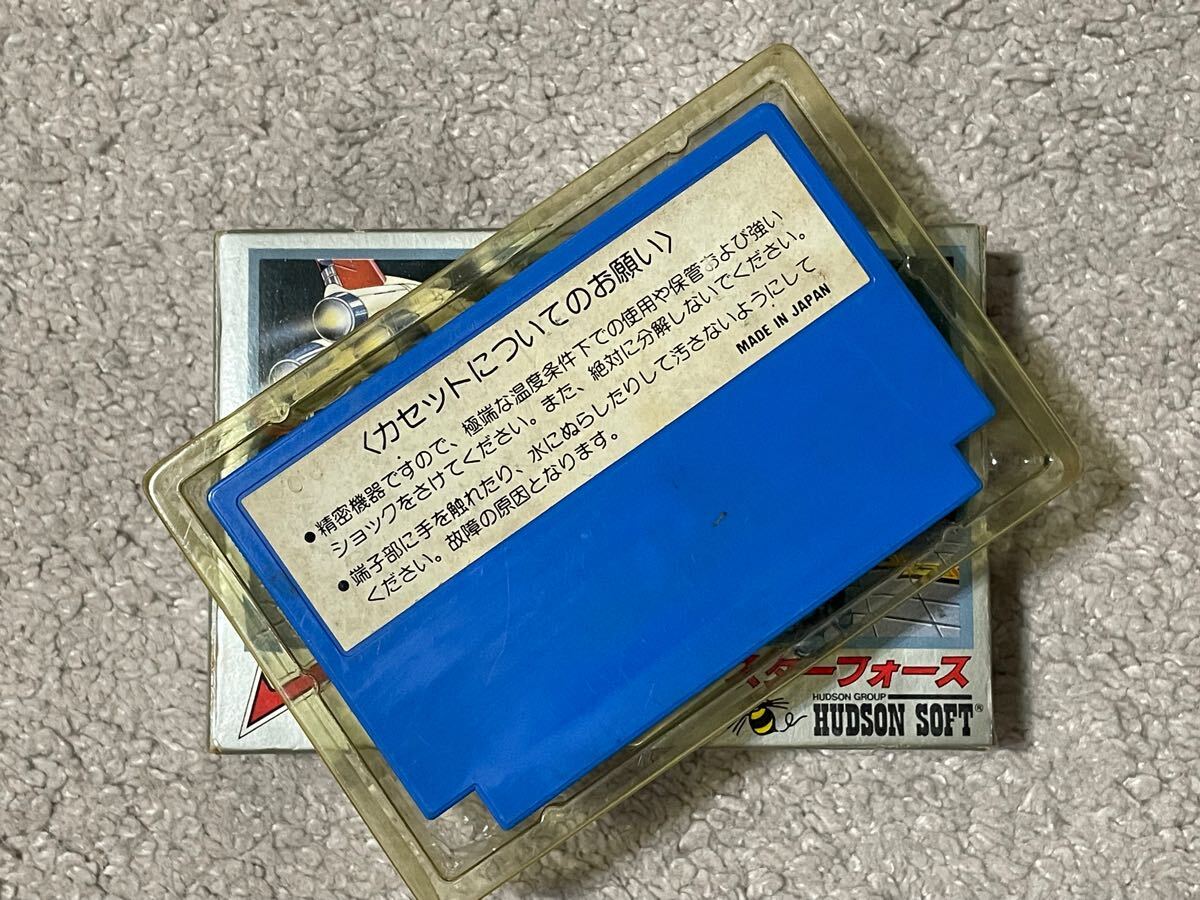 〈カセットについてのお願い〉
●精密機器ですので、極端な温度条件下での使用や保管および強い
ショックをさけてください。また、絶対に分解しないでください。
●端子部に手を触れたり、水にぬらしたりして汚さないようにして
ください。故障の原因となります。
MADE IN JAPAN
スターフォース
HUDSON GROUP
HUDSON SOFT®